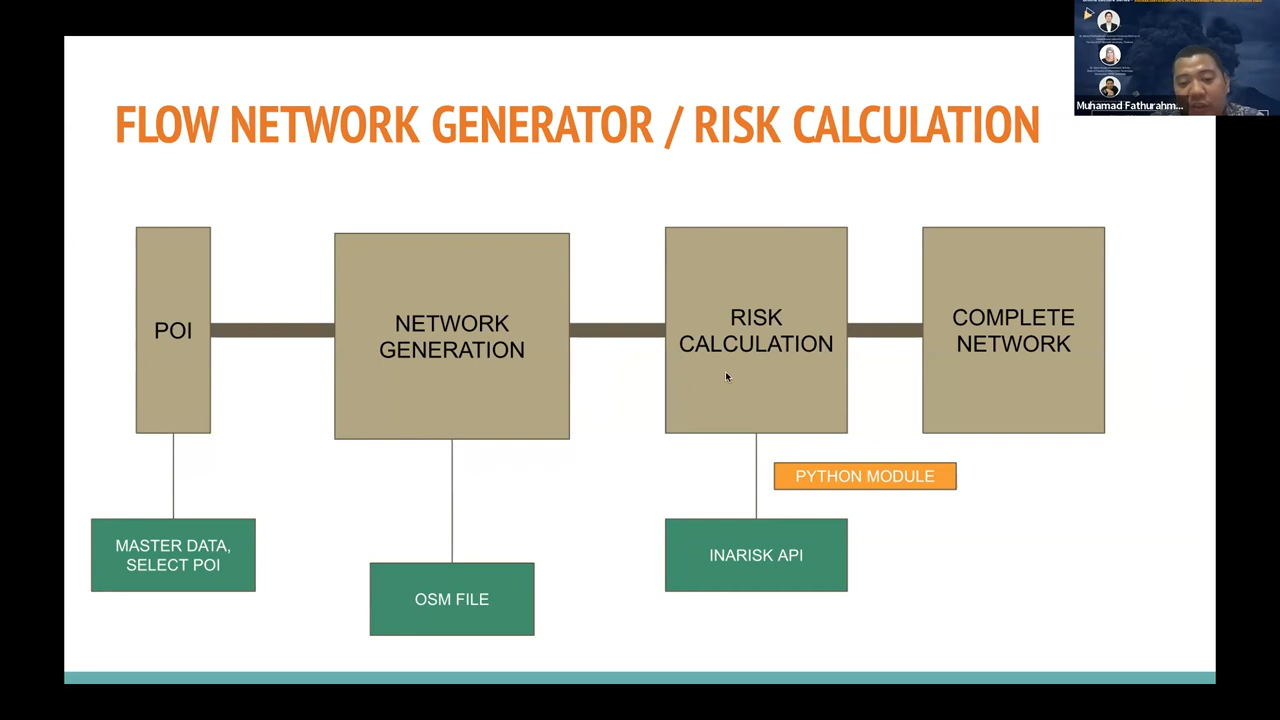 FLOW NETWORK GENERATOR / RISK CALCULATION
Muhamad Fathurahm...
POI
NETWORK
GENERATION
RISK
CALCULATION
COMPLETE
NETWORK
PYTHON MODULE
MASTER DATA,
SELECT POI
OSM FILE
INARISK API